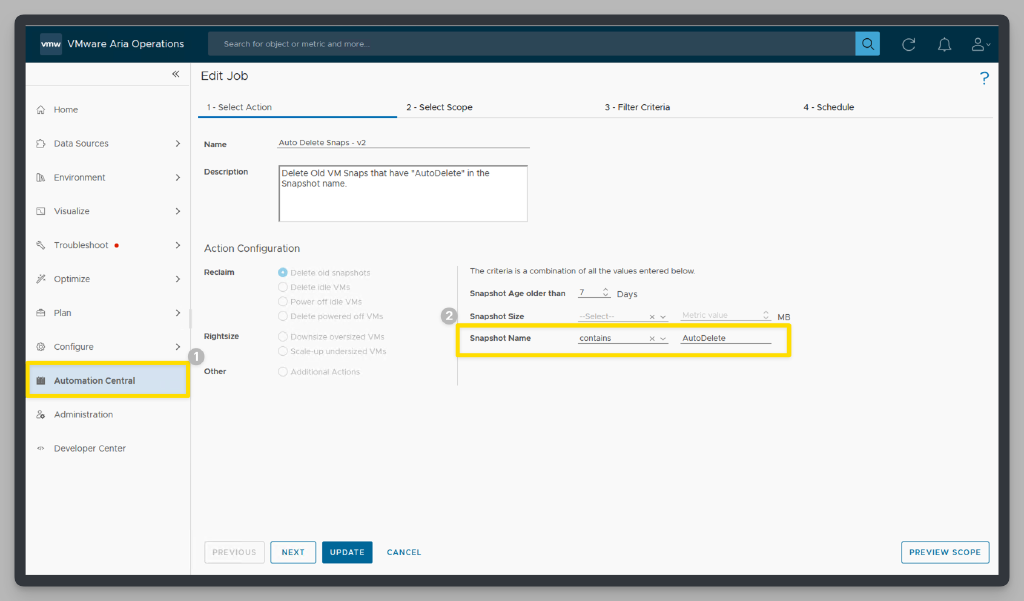 vmw VMware Aria Operations
Search for object or metric and more...
«
Edit Job
?
Home
Data Sources
Environment
Visualize
Troubleshoot
Optimize
Plan
Configure
Automation Central
Administration
Developer Center
1
1 - Select Action
2 - Select Scope
3 - Filter Criteria
4 - Schedule
Name
Auto Delete Snaps - v2
Description
Delete Old VM Snaps that have "AutoDelete" in the
Snapshot name.
Action Configuration
Reclaim
Delete old snapshots
Delete idle VMs
Power off idle VMs
Delete powered off VMs
Rightsize
Downsize oversized VMs
Scale-up undersized VMs
Other
Additional Actions
The criteria is a combination of all the values entered below.
Snapshot Age older than 7 Days
2
Snapshot Size --Select-- Metric value MB
Snapshot Name contains AutoDelete
PREVIOUS
NEXT
UPDATE
CANCEL
PREVIEW SCOPE